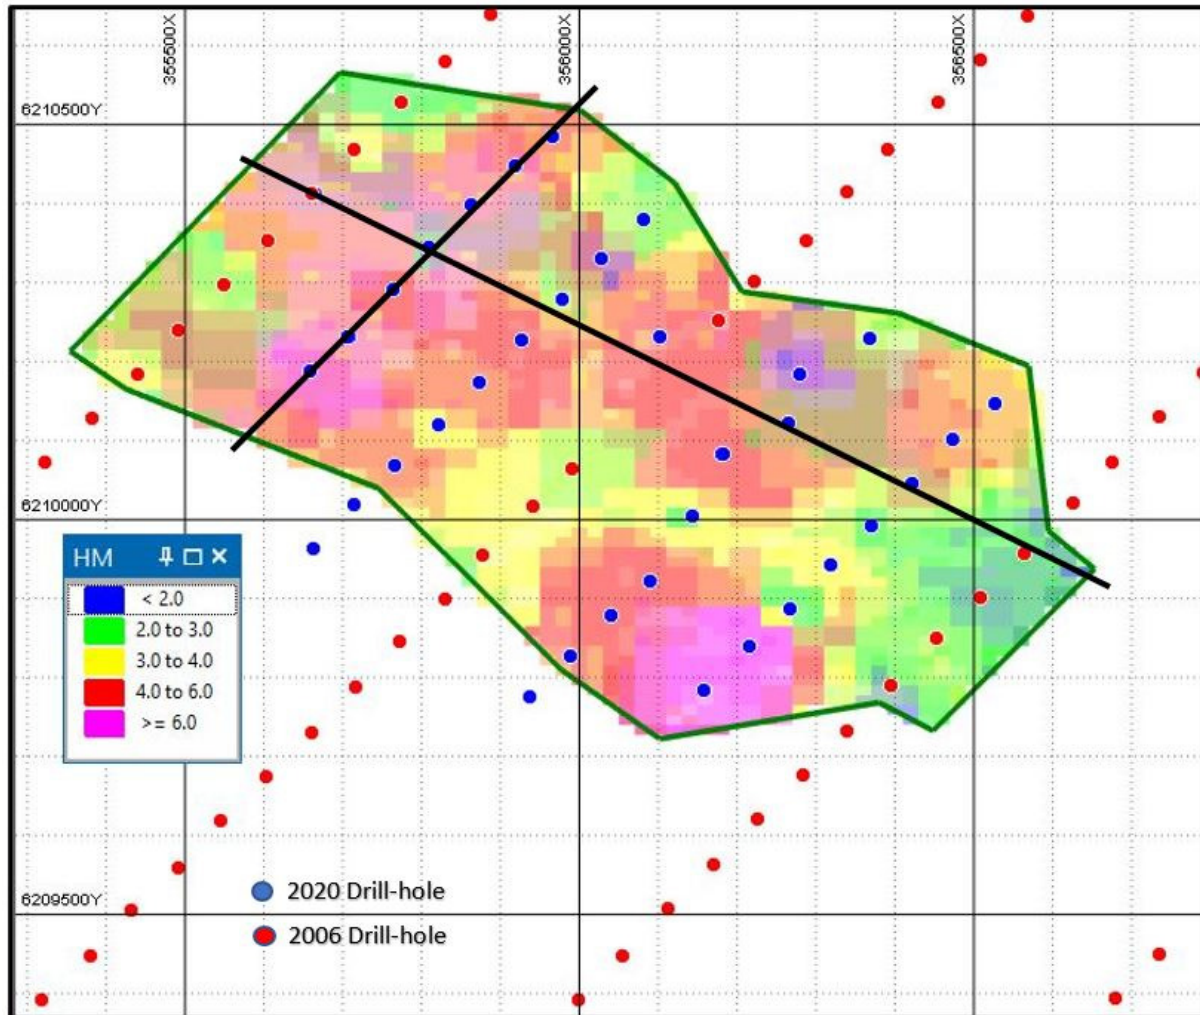 355500X
356000X
356500X
6210500Y
6210000Y
HM
< 2.0
2.0 to 3.0
3.0 to 4.0
4.0 to 6.0
>= 6.0
2020 Drill-hole
6209500Y
2006 Drill-hole